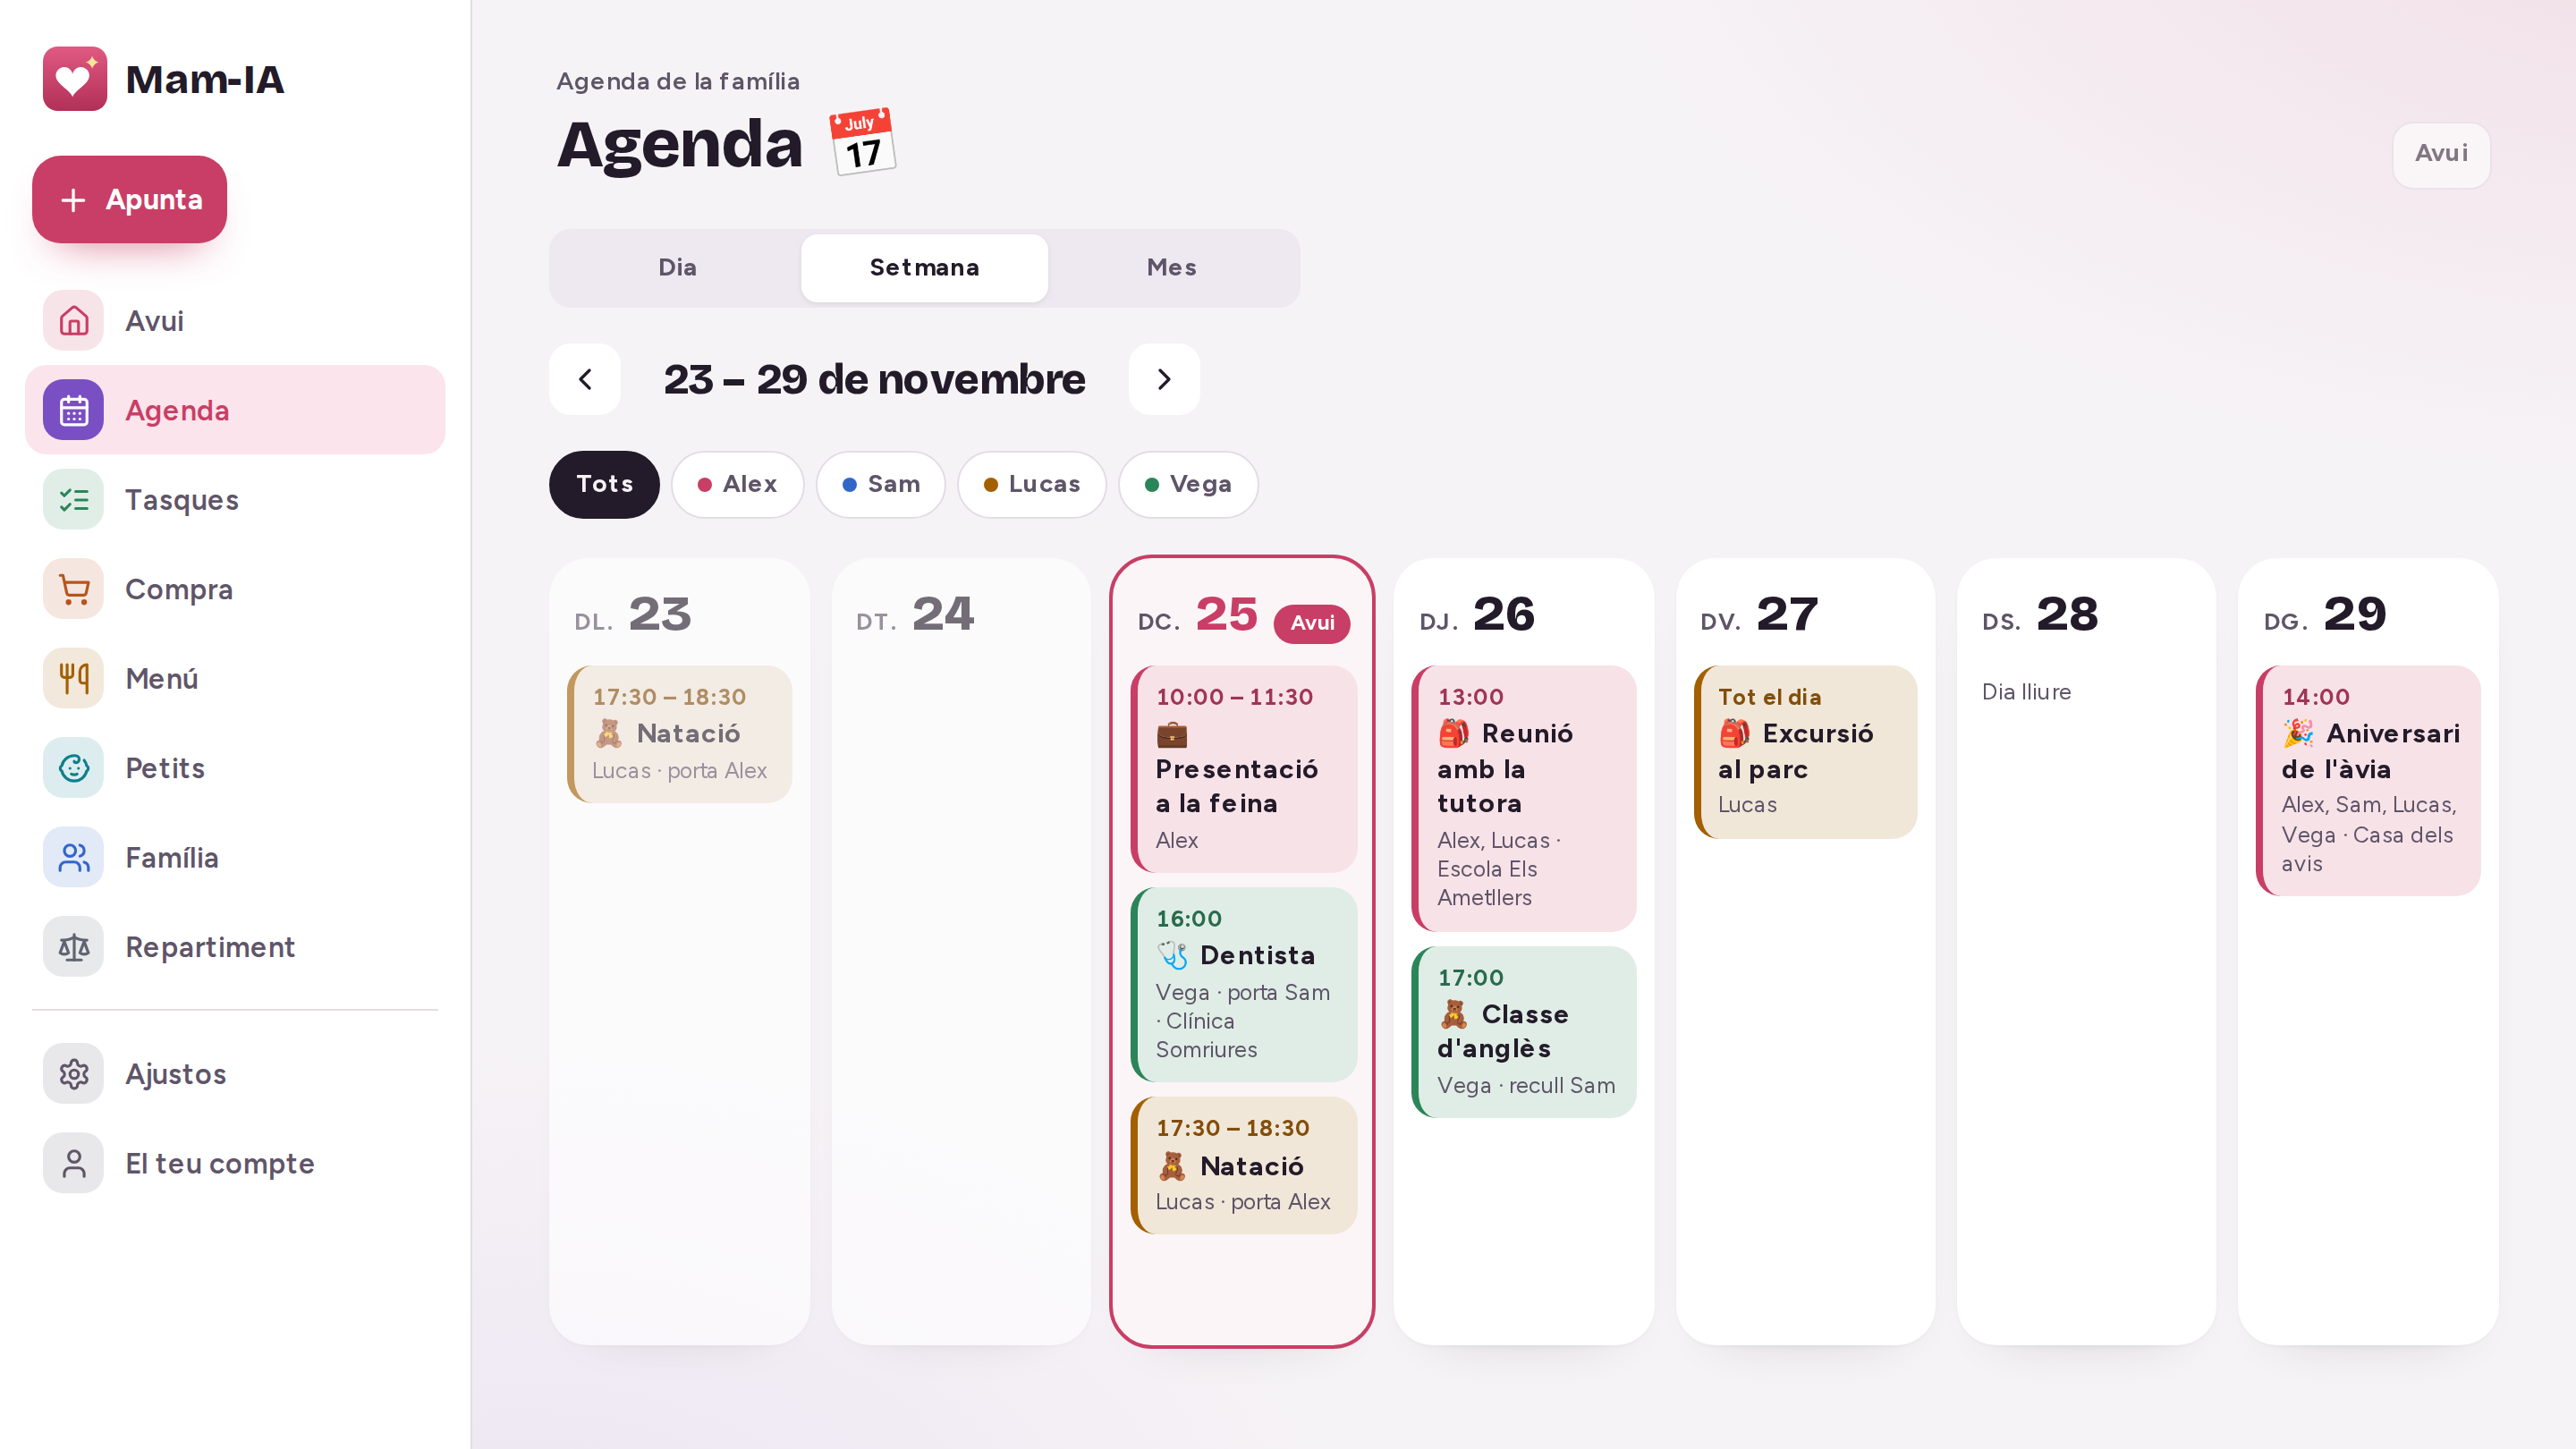 Mam-IA
Apunta
Avui
Agenda
Tasques
Compra
Menú
Petits
Família
Repartiment
Ajustos
El teu compte
Agenda de la família
Agenda
July
17
Avui
Dia
Setmana
Mes
23 – 29 de novembre
Tots
Alex
Sam
Lucas
Vega
DL. 23
17:30 – 18:30
Natació
Lucas · porta Alex
DT. 24
DC. 25 Avui
10:00 – 11:30
Presentació
a la feina
Alex
16:00
Dentista
Vega · porta Sam
· Clínica
Somriures
17:30 – 18:30
Natació
Lucas · porta Alex
DJ. 26
13:00
Reunió
amb la
tutora
Alex, Lucas ·
Escola Els
Ametllers
17:00
Classe
d'anglès
Vega · recull Sam
DV. 27
Tot el dia
Excursió
al parc
Lucas
DS. 28
Dia lliure
DG. 29
14:00
Aniversari
de l'àvia
Alex, Sam, Lucas,
Vega · Casa dels
avis